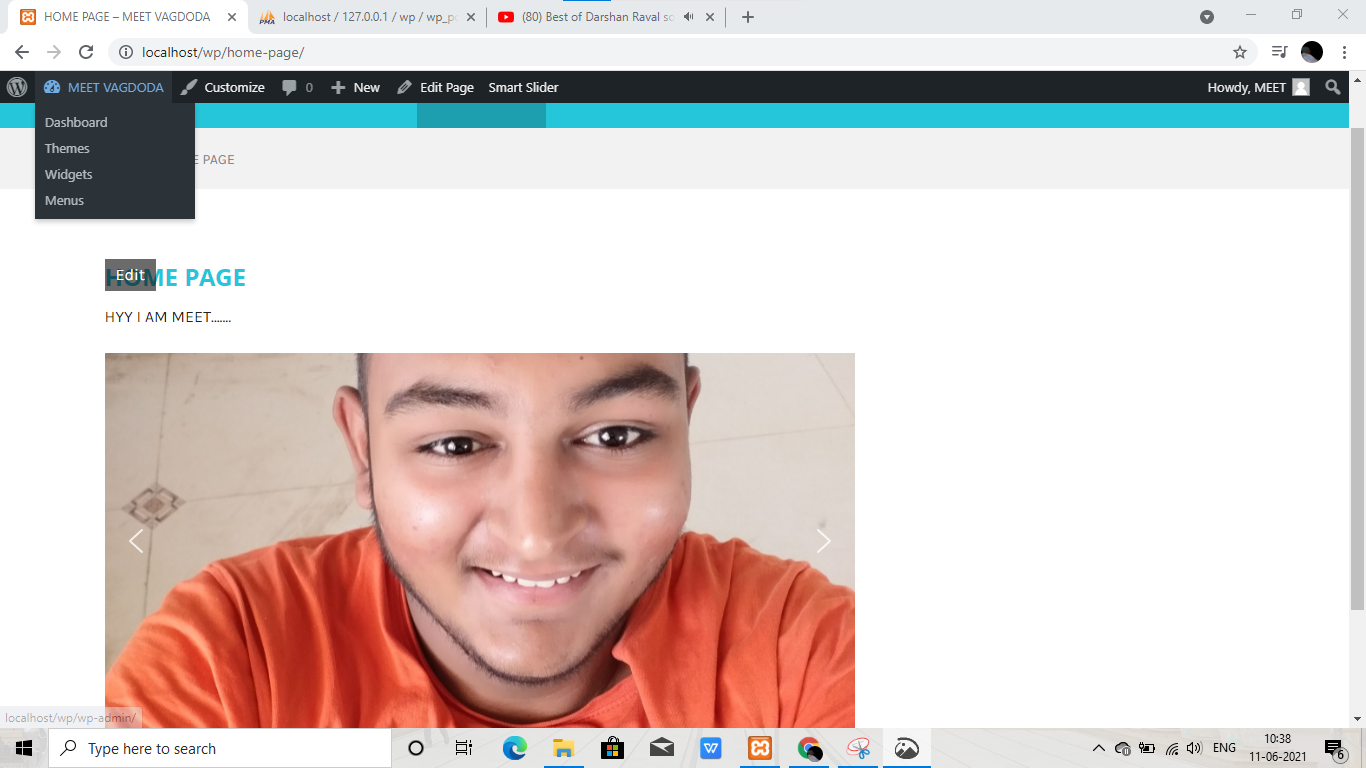 HOME PAGE – MEET VAGDODA
localhost / 127.0.0.1 / wp / wp_p
(80) Best of Darshan Raval so
localhost/wp/home-page/
MEET VAGDODA
Customize
0
New
Edit Page
Smart Slider
Howdy, MEET
Dashboard
Themes
Widgets
Menus
E PAGE
Edit
HOME PAGE
HYY I AM MEET.......
localhost/wp/wp-admin/
Type here to search
ENG
10:38
11-06-2021
6